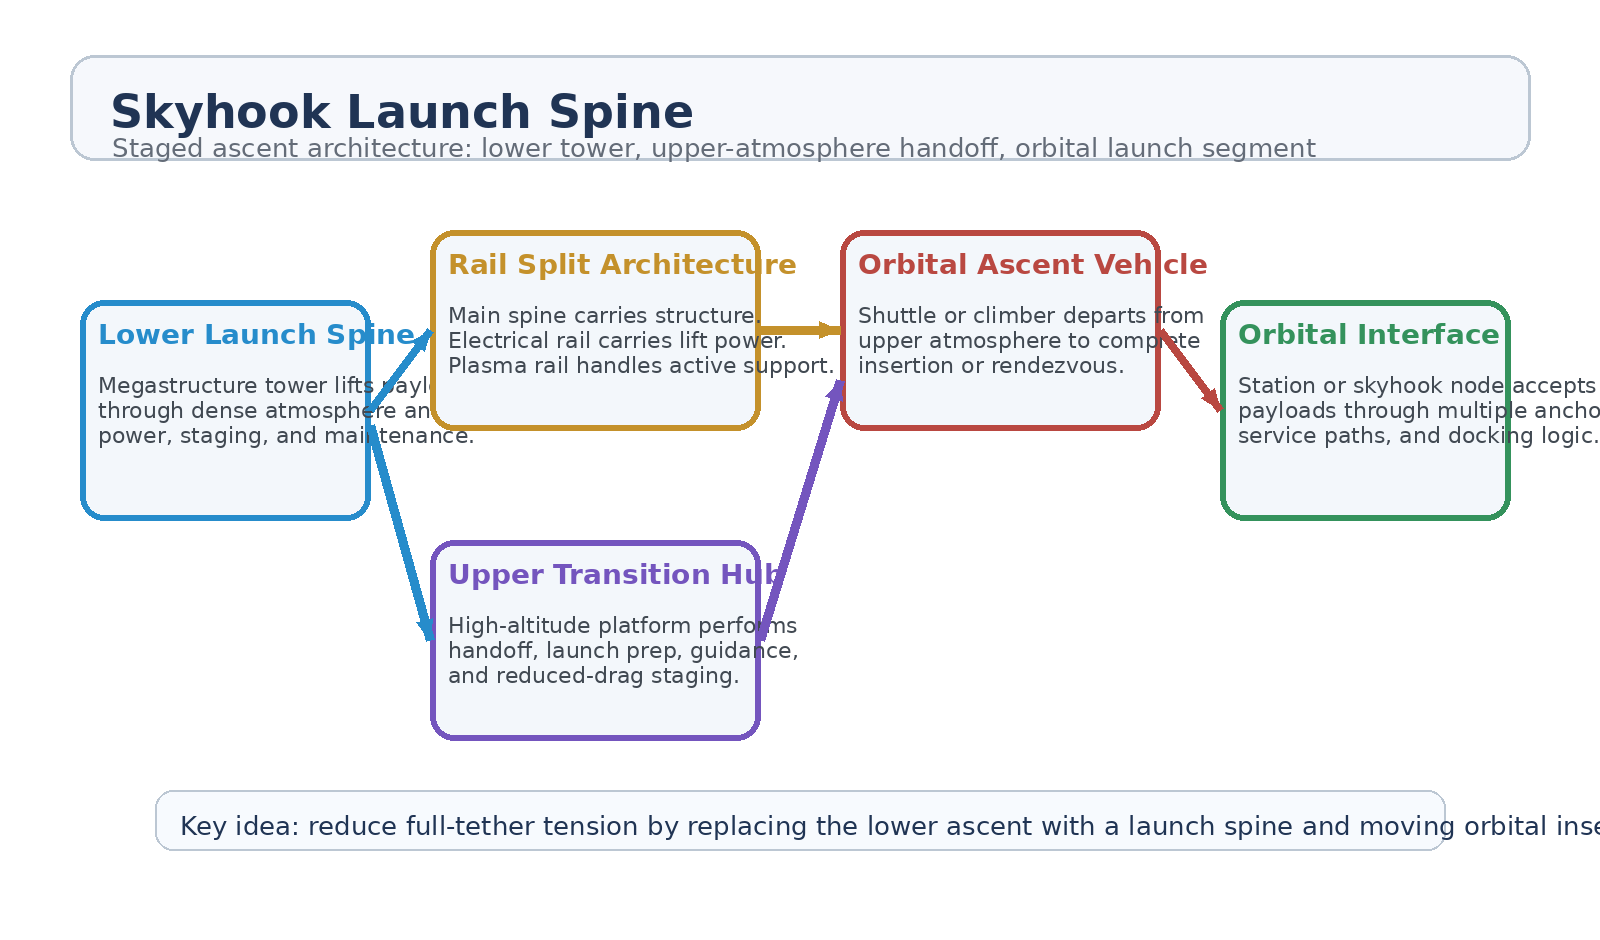 Skyhook Launch Spine
Staged ascent architecture: lower tower, upper-atmosphere handoff, orbital launch segment
Lower Launch Spine
Megastructure tower lifts payl
through dense atmosphere an
power, staging, and maintenance.
Rail Split Architecture
Main spine carries structure.
Electrical rail carries lift power.
Plasma rail handles active support.
Upper Transition Hub
High-altitude platform performs
handoff, launch prep, guidance,
and reduced-drag staging.
Orbital Ascent Vehicle
Shuttle or climber departs from
upper atmosphere to complete
insertion or rendezvous.
Orbital Interface
Station or skyhook node accepts
payloads through multiple ancho
service paths, and docking logic.
Key idea: reduce full-tether tension by replacing the lower ascent with a launch spine and moving orbital inse